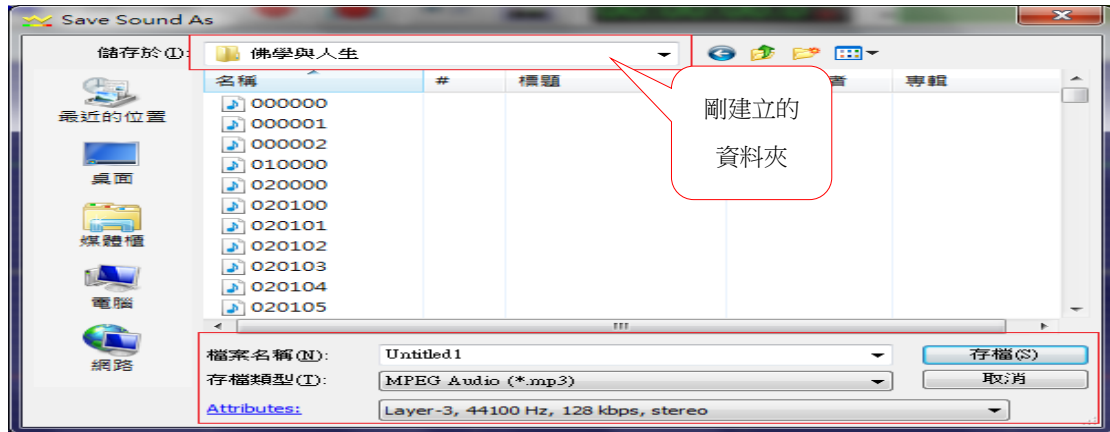 Save Sound As
儲存於(I):
佛學與人生
名稱
#
標題
者
專輯
剛建立的
資料夾
最近的位置
桌面
媒體櫃
電腦
網路
000000
000001
000002
010000
020000
020100
020101
020102
020103
020104
020105
檔案名稱(N):
Untitled1
存檔(S)
存檔類型(T):
MPEG Audio (*.mp3)
取消
Attributes:
Layer-3, 44100 Hz, 128 kbps, stereo